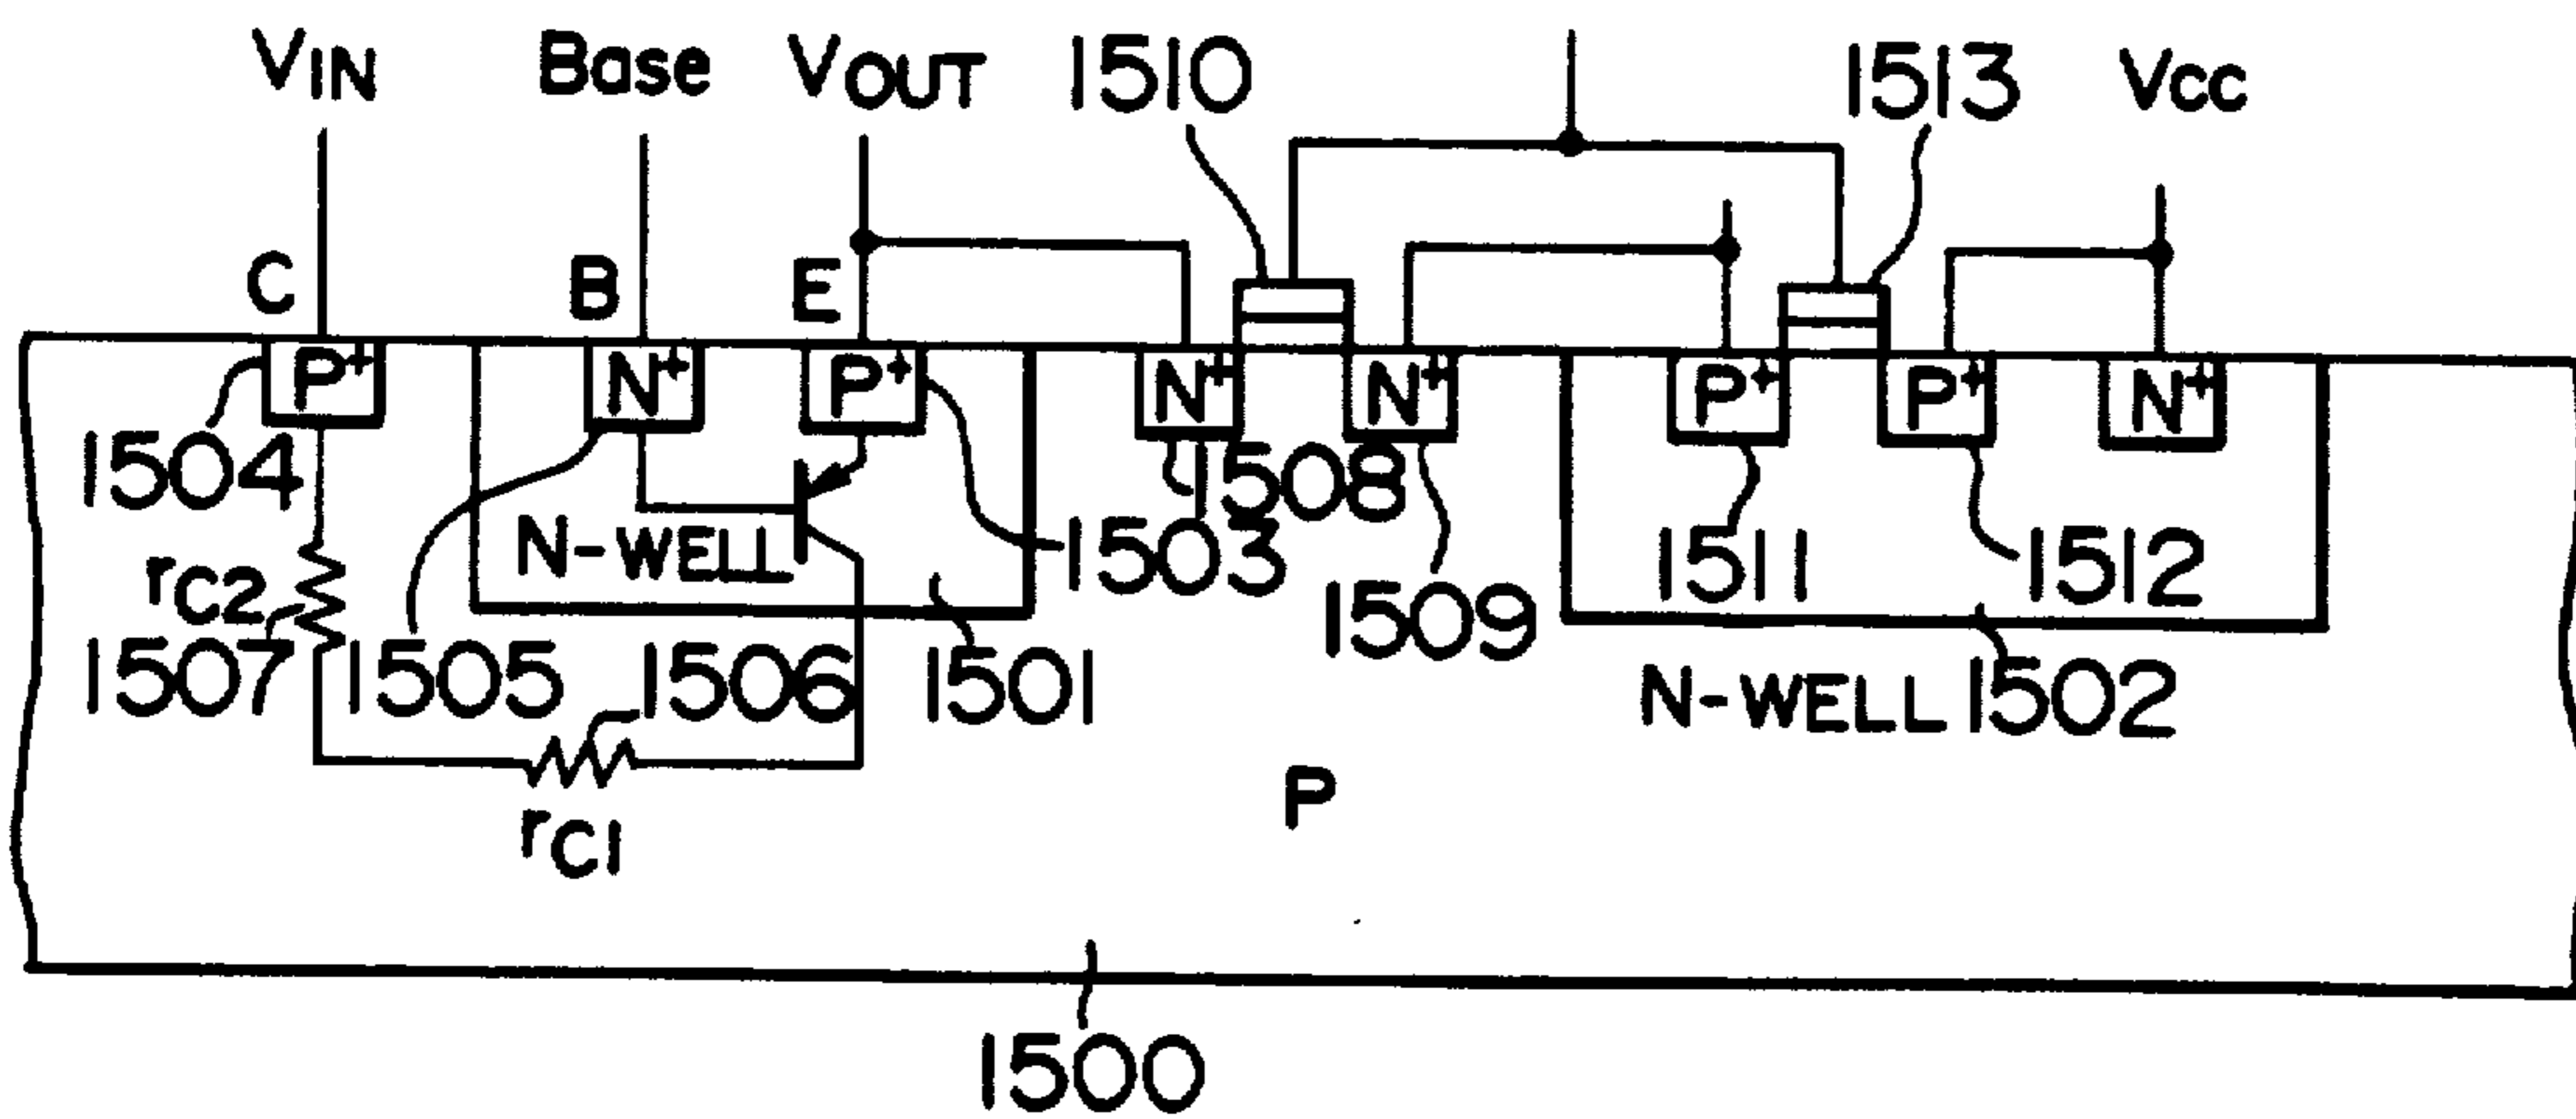 VIN Base VOUT 1510 1513 Vcc
C B E
P+ N+ P+ N+ N+ P+ P+ N+
1504 1508
N-WELL 1503 1511 1512
rC2 1509
1507 1505 1506 1501 N-WELL 1502
P
rC1
1500